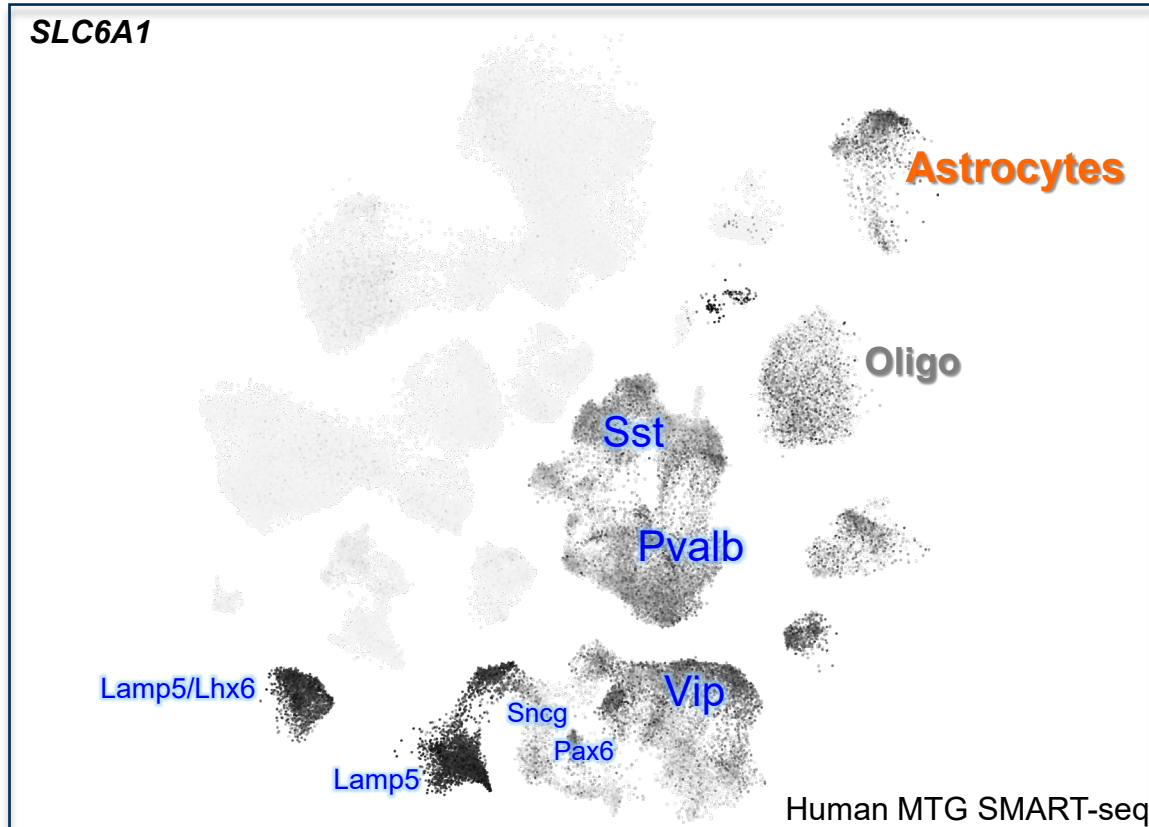 SLC6A1
Astrocytes
Oligo
Sst
Pvalb
Lamp5/Lhx6
Vip
Sncg
Pax6
Lamp5
Human MTG SMART-seq